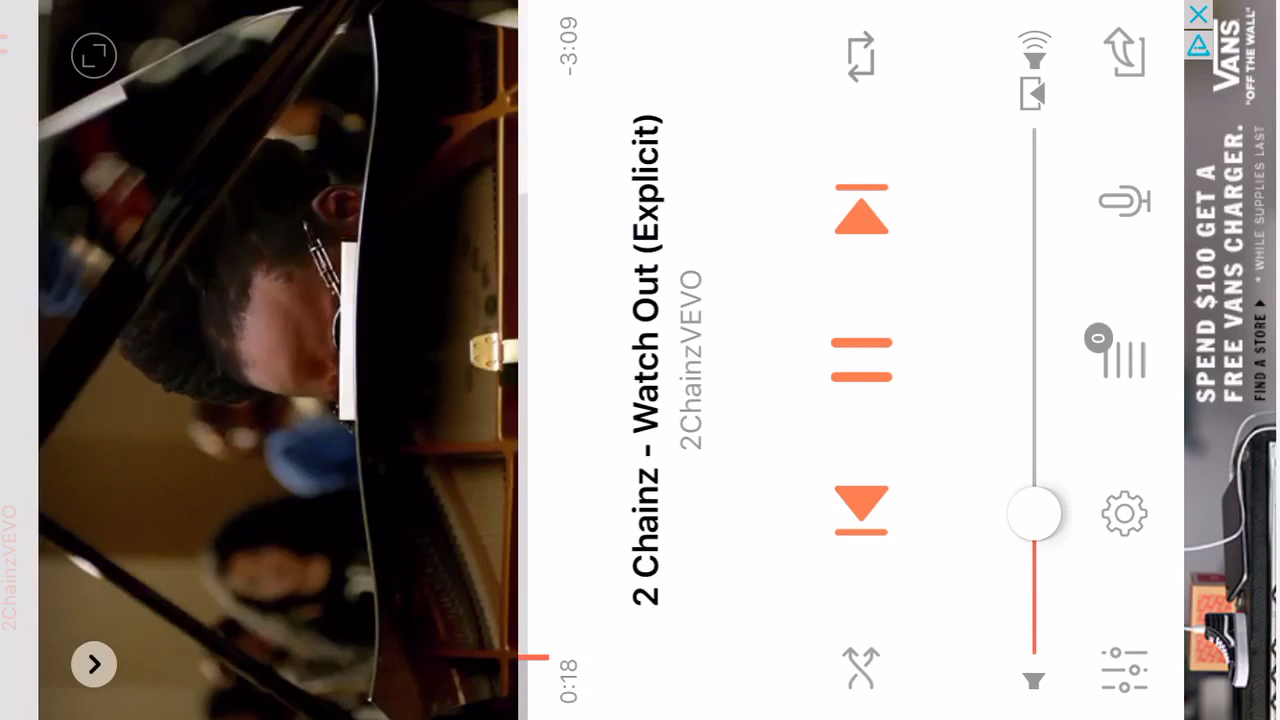 2ChainzVEVO
0:18
-3:09
2 Chainz - Watch Out (Explicit)
2ChainzVEVO
0
SPEND $100 GET A
FREE VANS CHARGER.
FIND A STORE ▸ * WHILE SUPPLIES LAST
VANS
"OFF THE WALL"